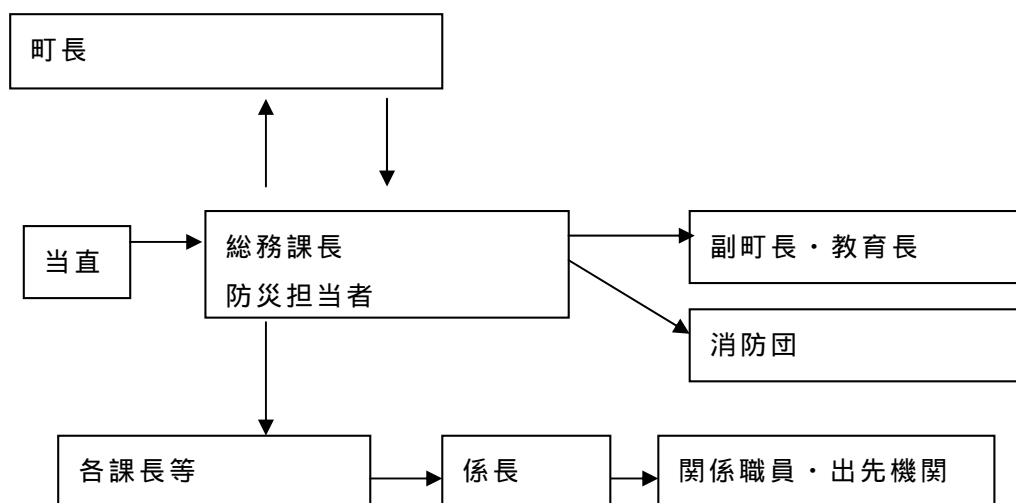 町長
当直
総務課長
防災担当者
副町長・教育長
消防団
各課長等
係長
関係職員・出先機関